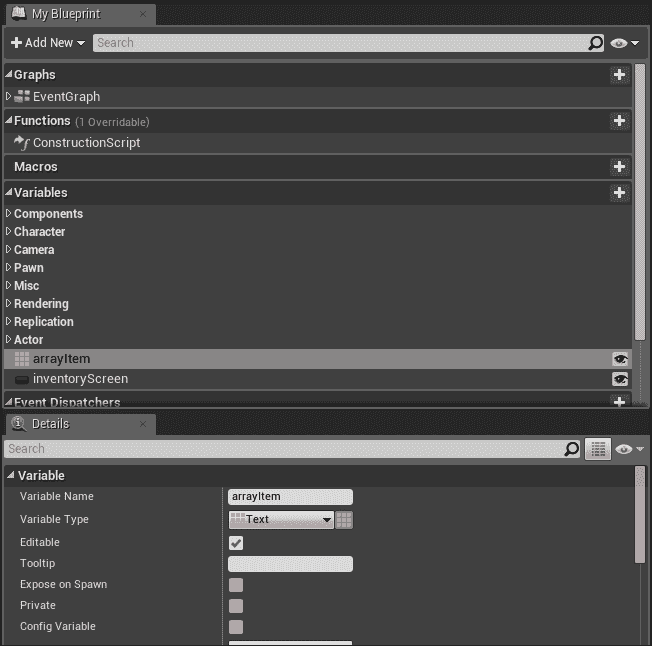 My Blueprint
Add New Search
Graphs
EventGraph
Functions (1 Overridable)
ConstructionScript
Macros
Variables
Components
Character
Camera
Pawn
Misc
Rendering
Replication
Actor
arrayItem
inventoryScreen
Event Dispatchers
Details
Search
Variable
Variable Name arrayItem
Variable Type Text
Editable
Tooltip
Expose on Spawn
Private
Config Variable